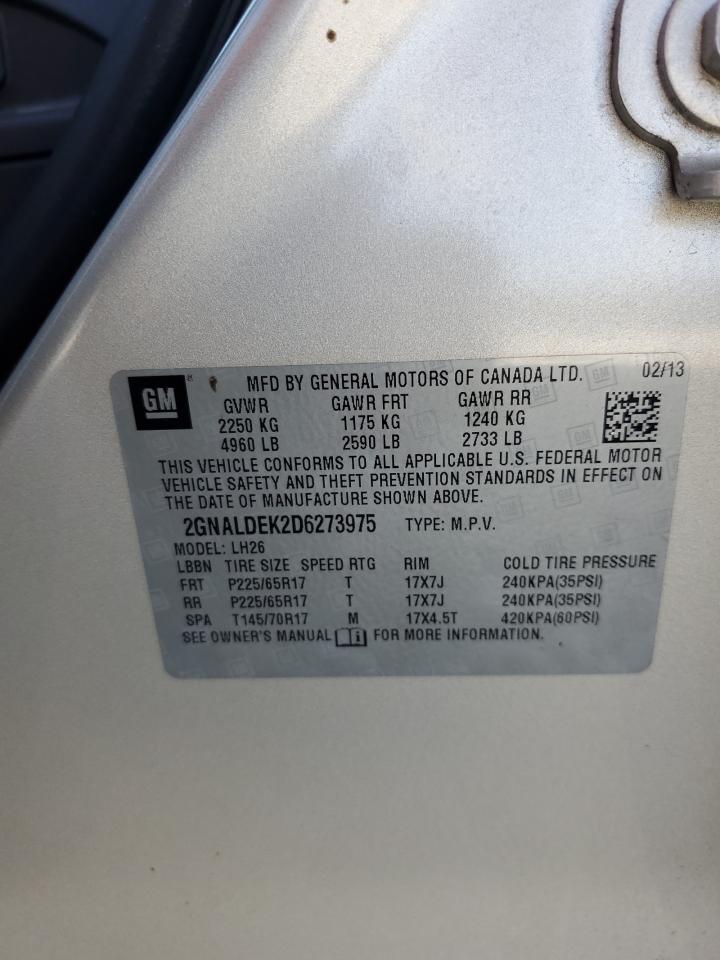 GM ® MFD BY GENERAL MOTORS OF CANADA LTD. 02/13
GVWR GAWR FRT GAWR RR
2250 KG 1175 KG 1240 KG
4960 LB 2590 LB 2733 LB
THIS VEHICLE CONFORMS TO ALL APPLICABLE U.S. FEDERAL MOTOR
VEHICLE SAFETY AND THEFT PREVENTION STANDARDS IN EFFECT ON
THE DATE OF MANUFACTURE SHOWN ABOVE.
2GNALDEK2D6273975 TYPE: M.P.V.
MODEL: LH26
LBBN TIRE SIZE SPEED RTG RIM COLD TIRE PRESSURE
FRT P225/65R17 T 17X7J 240KPA(35PSI)
RR P225/65R17 T 17X7J 240KPA(35PSI)
SPA T145/70R17 M 17X4.5T 420KPA(60PSI)
SEE OWNER'S MANUAL i FOR MORE INFORMATION.